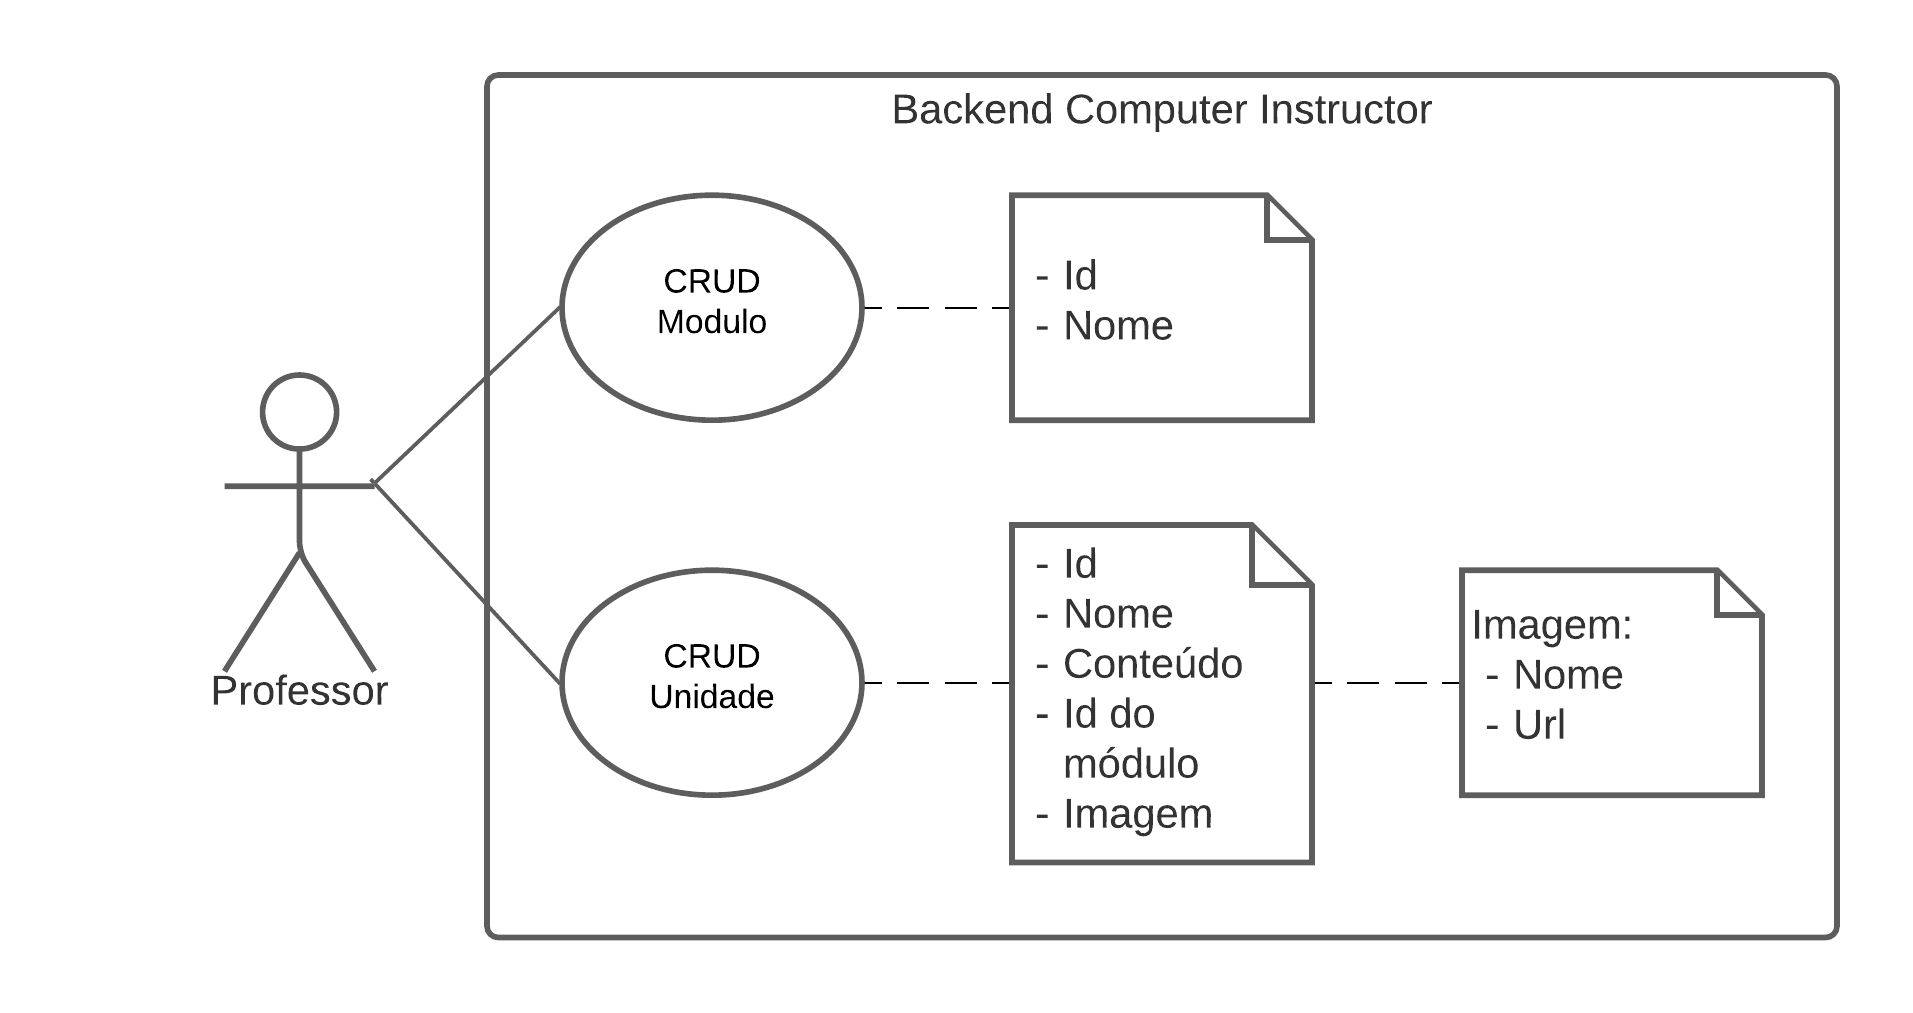 Backend Computer Instructor
CRUD
Modulo
- Id
- Nome
Professor
CRUD
Unidade
- Id
- Nome
- Conteúdo
- Id do
módulo
- Imagem
Imagem:
- Nome
- Url